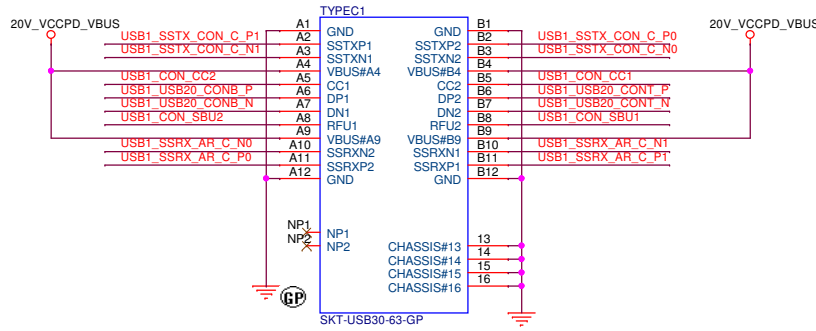 TYPEC1
20V_VCCPD_VBUS
20V_VCCPD_VBUS
A1 GND GND B1
USB1_SSTX_CON_C_P1 A2 SSTXP1 SSTXP2 B2 USB1_SSTX_CON_C_P0
USB1_SSTX_CON_C_N1 A3 SSTXN1 SSTXN2 B3 USB1_SSTX_CON_C_N0
A4 VBUS#A4 VBUS#B4 B4
USB1_CON_CC2 A5 CC1 CC2 B5 USB1_CON_CC1
USB1_USB20_CONB_P A6 DP1 DP2 B6 USB1_USB20_CONT_P
USB1_USB20_CONB_N A7 DN1 DN2 B7 USB1_USB20_CONT_N
USB1_CON_SBU2 A8 RFU1 RFU2 B8 USB1_CON_SBU1
A9 VBUS#A9 VBUS#B9 B9
USB1_SSRX_AR_C_N0 A10 SSRXN2 SSRXN1 B10 USB1_SSRX_AR_C_N1
USB1_SSRX_AR_C_P0 A11 SSRXP2 SSRXP1 B11 USB1_SSRX_AR_C_P1
A12 GND GND B12
NP1 NP1
NP2 NP2
CHASSIS#13 13
CHASSIS#14 14
CHASSIS#15 15
CHASSIS#16 16
GP
SKT-USB30-63-GP